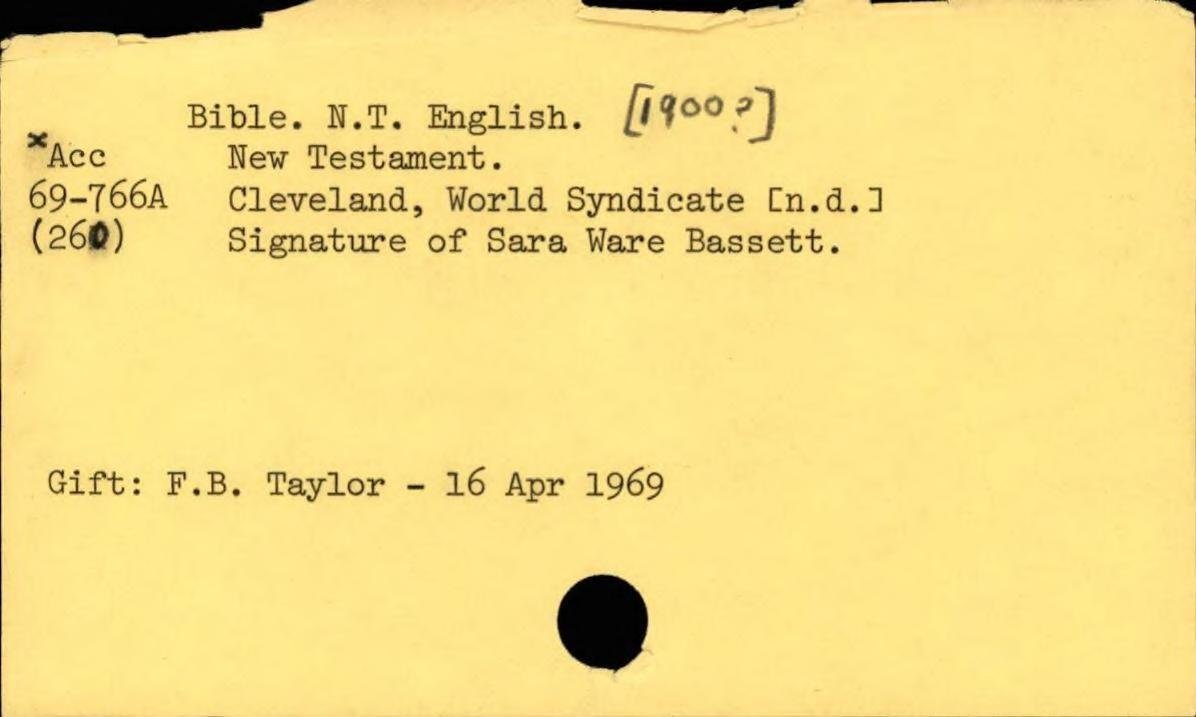 Bible. N.T. English. [1900?]
*Acc New Testament.
69-766A Cleveland, World Syndicate [n.d.]
(260) Signature of Sara Ware Bassett.
Gift: F.B. Taylor - 16 Apr 1969